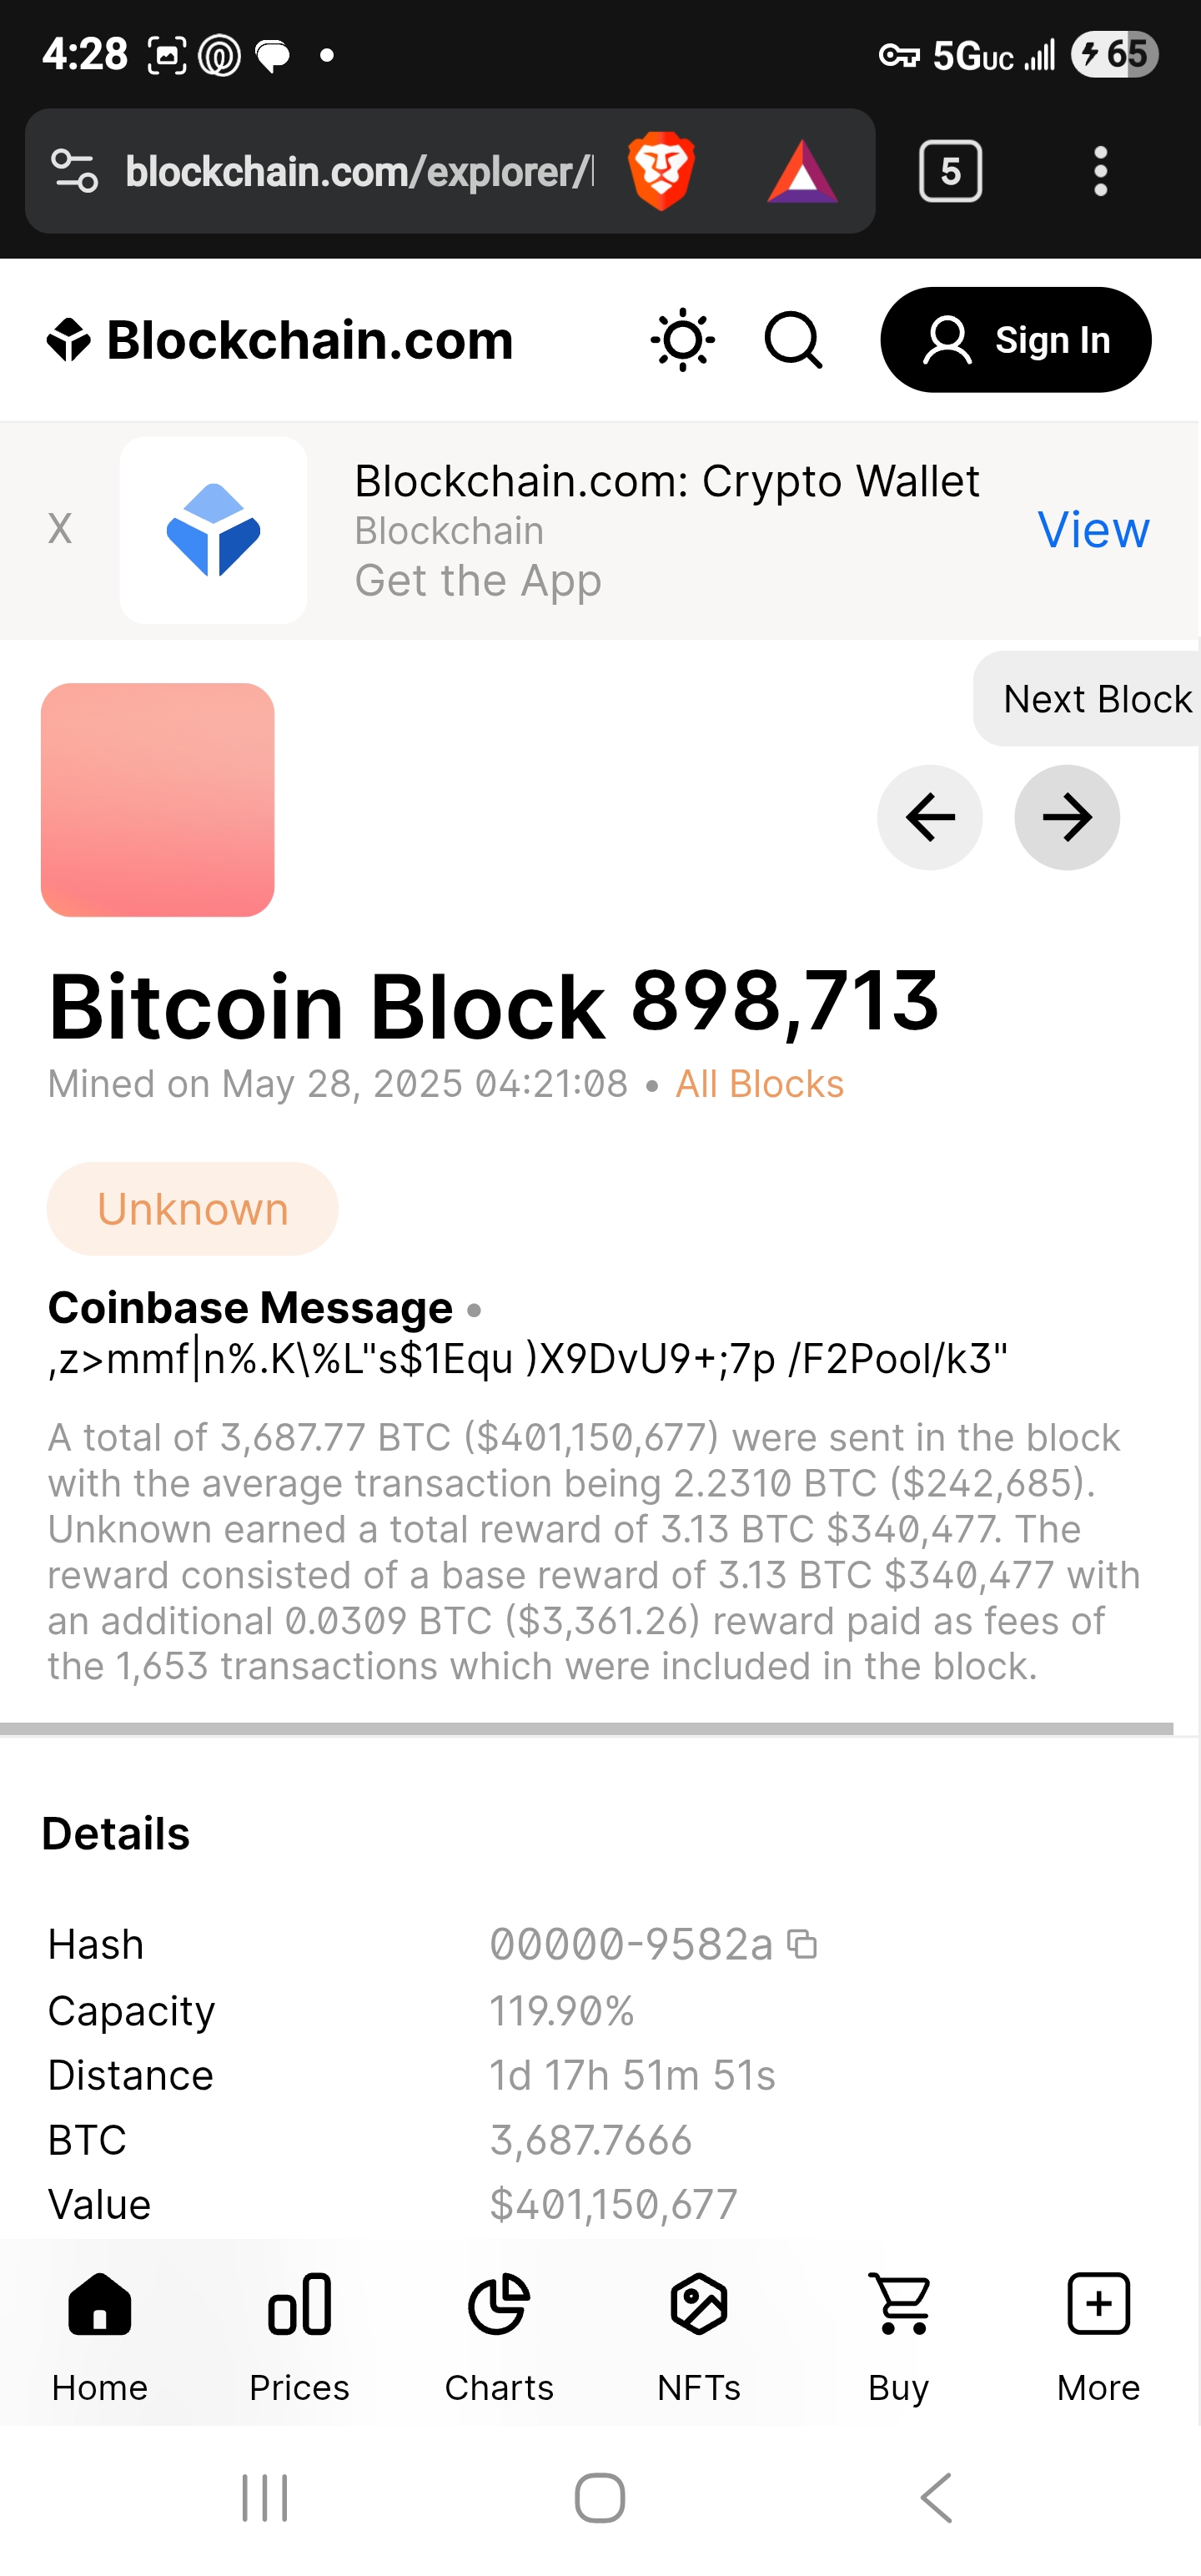 4:28
5G UC 65
blockchain.com/explorer/
5
Blockchain.com
Sign In
X
Blockchain.com: Crypto Wallet
Blockchain
Get the App
View
Next Block
Bitcoin Block 898,713
Mined on May 28, 2025 04:21:08 • All Blocks
Unknown
Coinbase Message •
,z>mmf|n%.K\%L"s$1Equ )X9DvU9+;7p /F2Pool/k3"
A total of 3,687.77 BTC ($401,150,677) were sent in the block
with the average transaction being 2.2310 BTC ($242,685).
Unknown earned a total reward of 3.13 BTC $340,477. The
reward consisted of a base reward of 3.13 BTC $340,477 with
an additional 0.0309 BTC ($3,361.26) reward paid as fees of
the 1,653 transactions which were included in the block.
Details
Hash 00000-9582a
Capacity 119.90%
Distance 1d 17h 51m 51s
BTC 3,687.7666
Value $401,150,677
Home Prices Charts NFTs Buy More